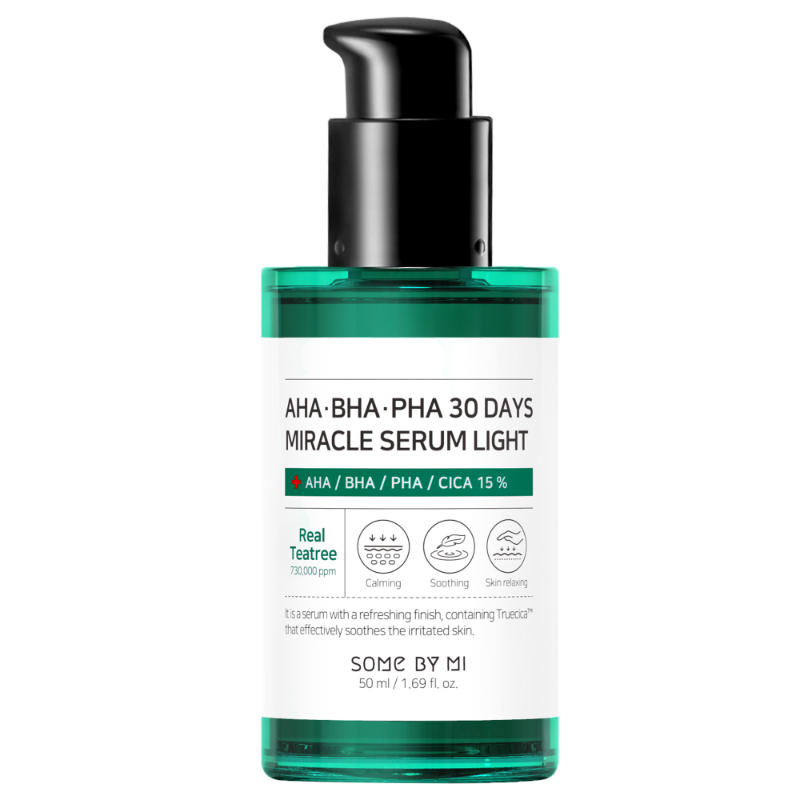 AHA·BHA·PHA 30 DAYS
MIRACLE SERUM LIGHT
+ AHA / BHA / PHA / CICA 15 %
Real
Teatree
730,000 ppm
Calming
Soothing
Skin relaxing
It is a serum with a refreshing finish, containing Truecica™
that effectively soothes the irritated skin.
SOME BY MI
50 ml / 1.69 fl. oz.